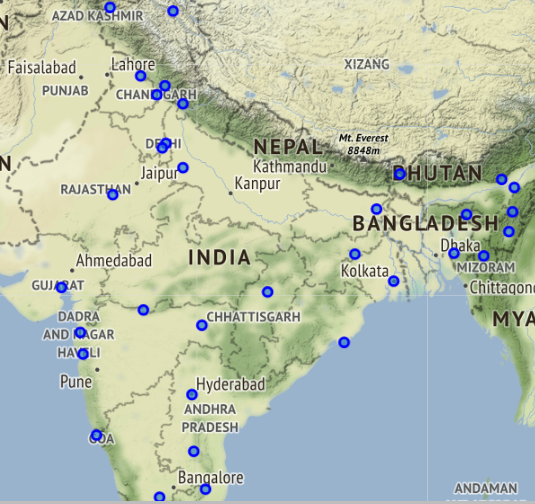 N
AZAD KASHMIR
Lahore
Faisalabad
XIZANG
PUNJAB
CHANDIGARH
Mt. Everest
8848m
DELHI
NEPAL
N
Kathmandu
BHUTAN
Jaipur
Kanpur
RAJASTHAN
BANGLADESH
Dhaka
INDIA
Ahmedabad
Kolkata
MIZORAM
GUJARAT
Chittagong
DADRA
AND NAGAR
HAVELI
CHHATTISGARH
MYA
Pune
Hyderabad
ANDHRA
PRADESH
GOA
Bangalore
ANDAMAN